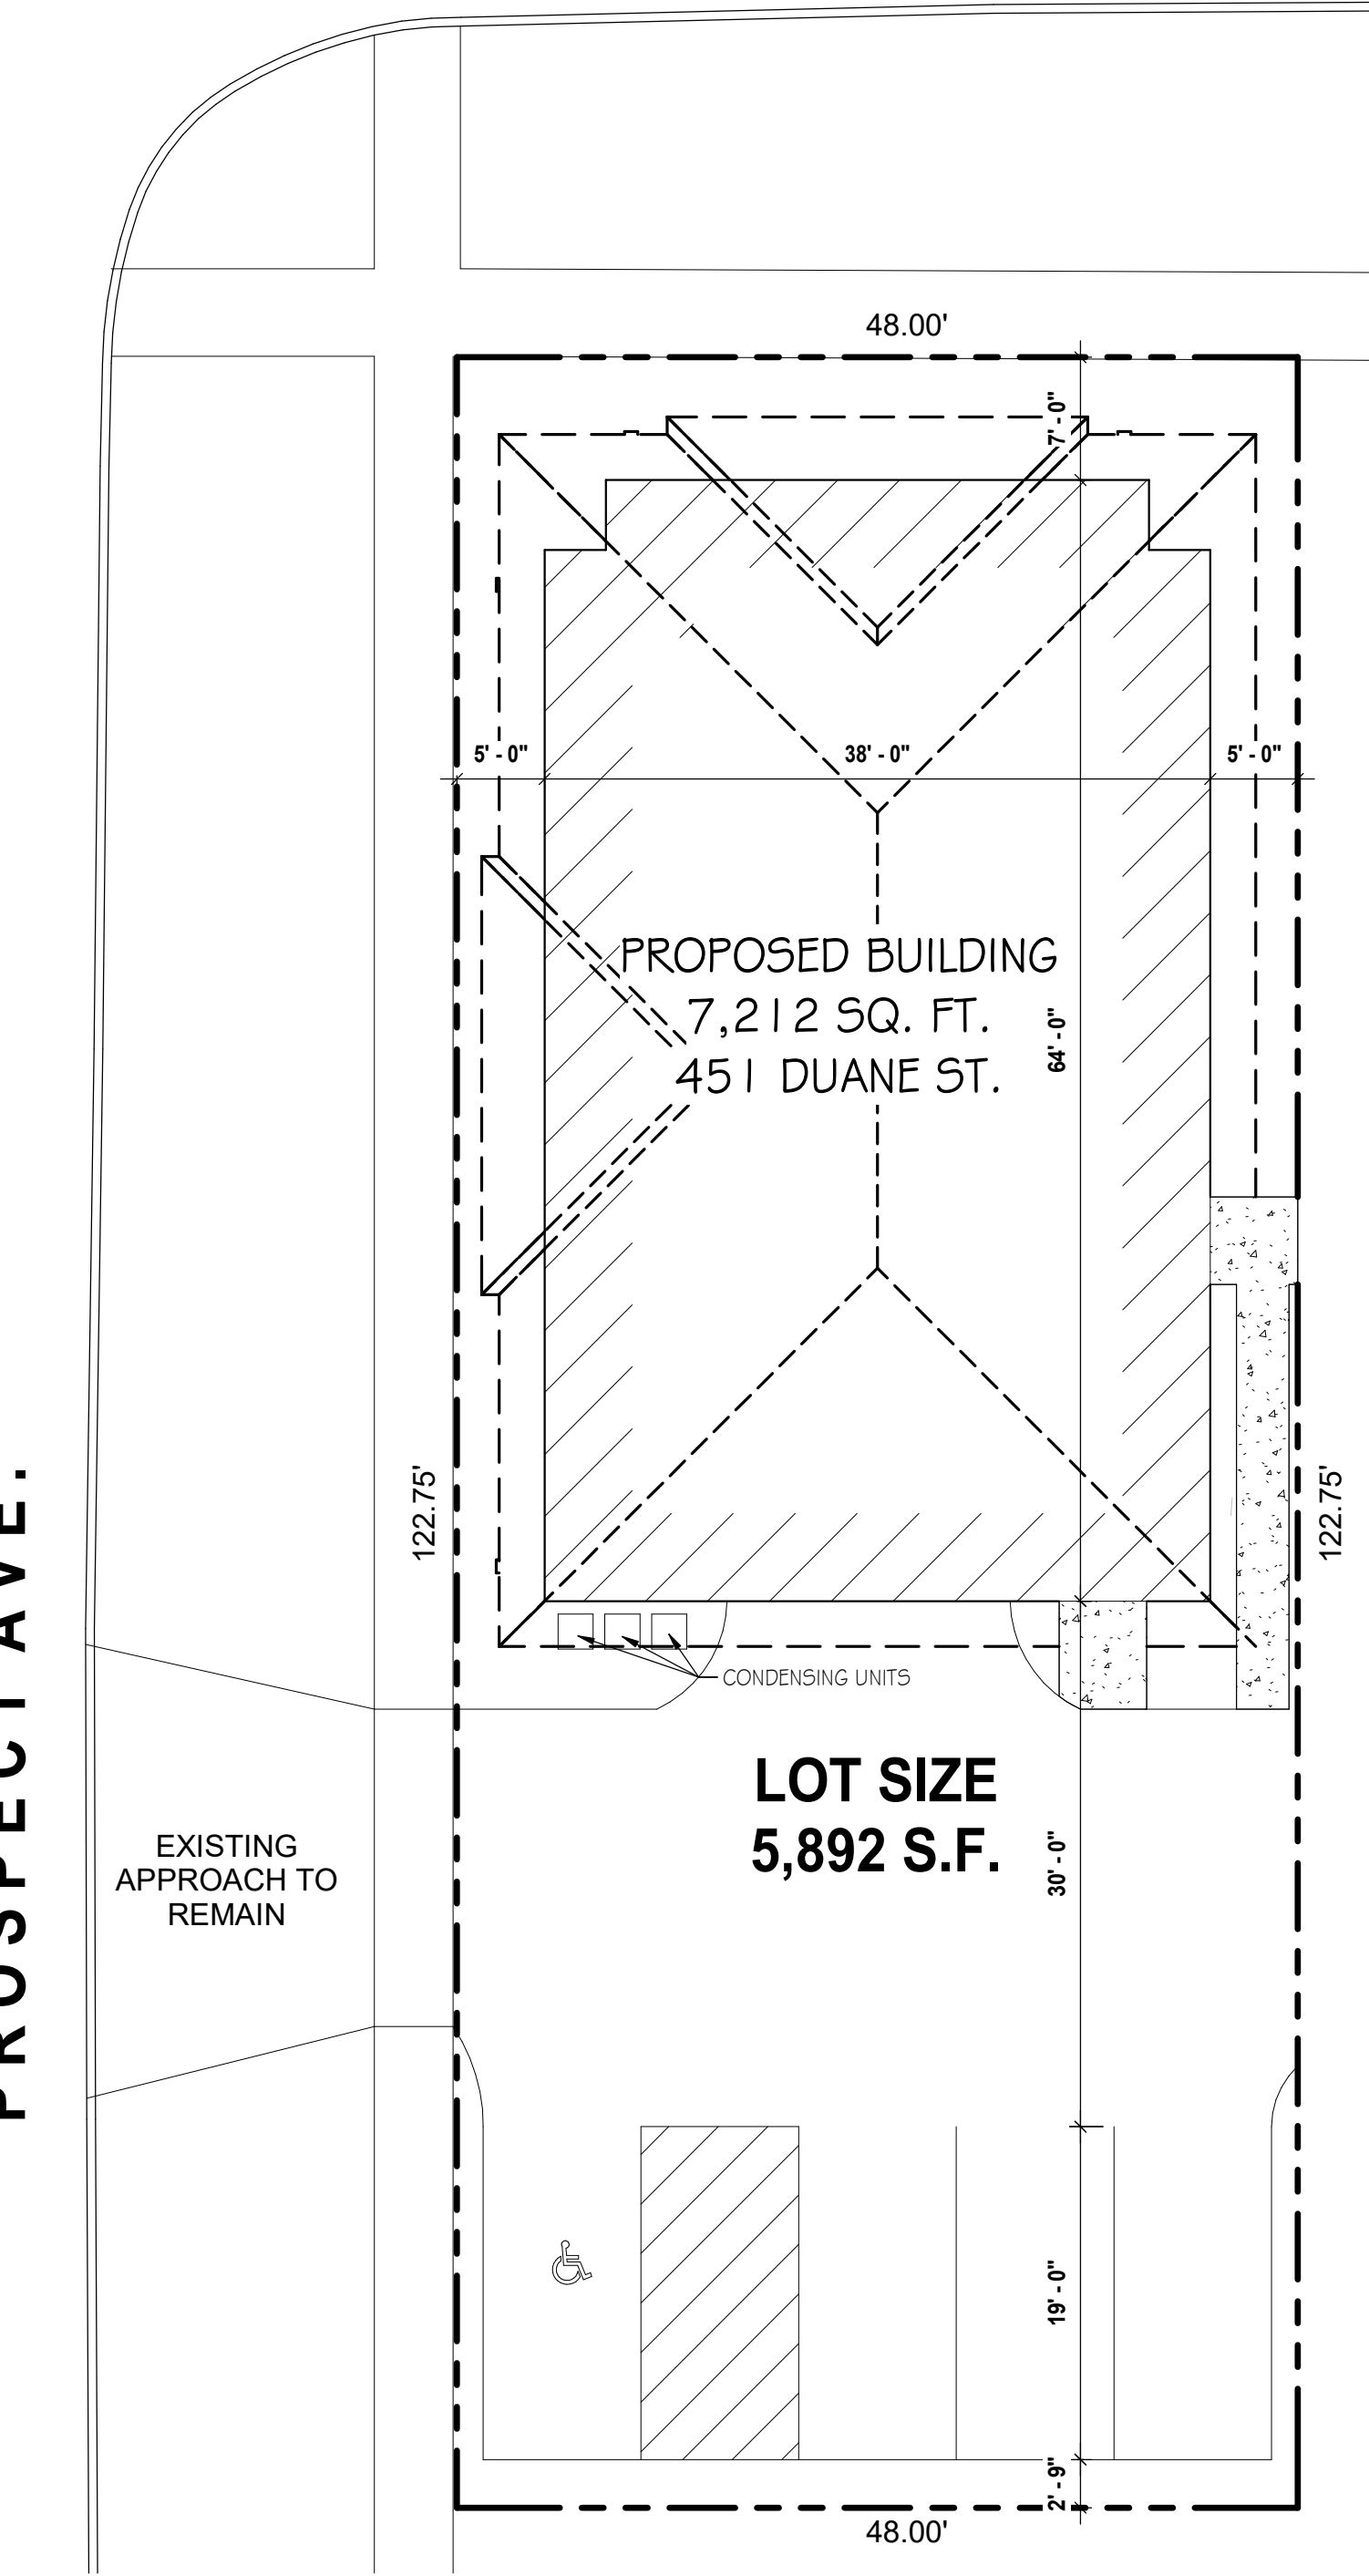 48.00'
7' - 0"
5' - 0"
38' - 0"
5' - 0"
PROPOSED BUILDING
7,212 SQ. FT.
451 DUANE ST.
64' - 0"
122.75'
122.75'
CONDENSING UNITS
LOT SIZE
5,892 S.F.
30' - 0"
EXISTING
APPROACH TO
REMAIN
PROSPECT AVE.
19' - 0"
2' - 9"
48.00'